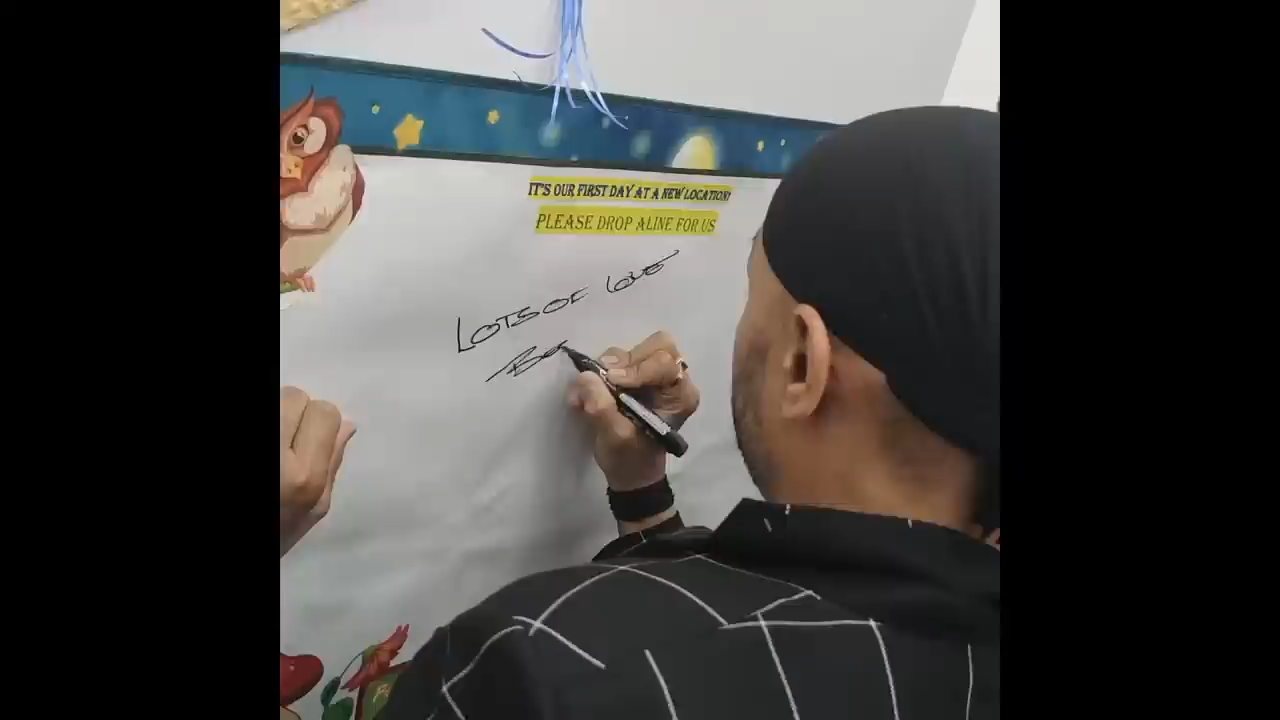 IT'S OUR FIRST DAY AT A NEW LOCATION!
PLEASE DROP ALINE FOR US
LOTS OF LOVE